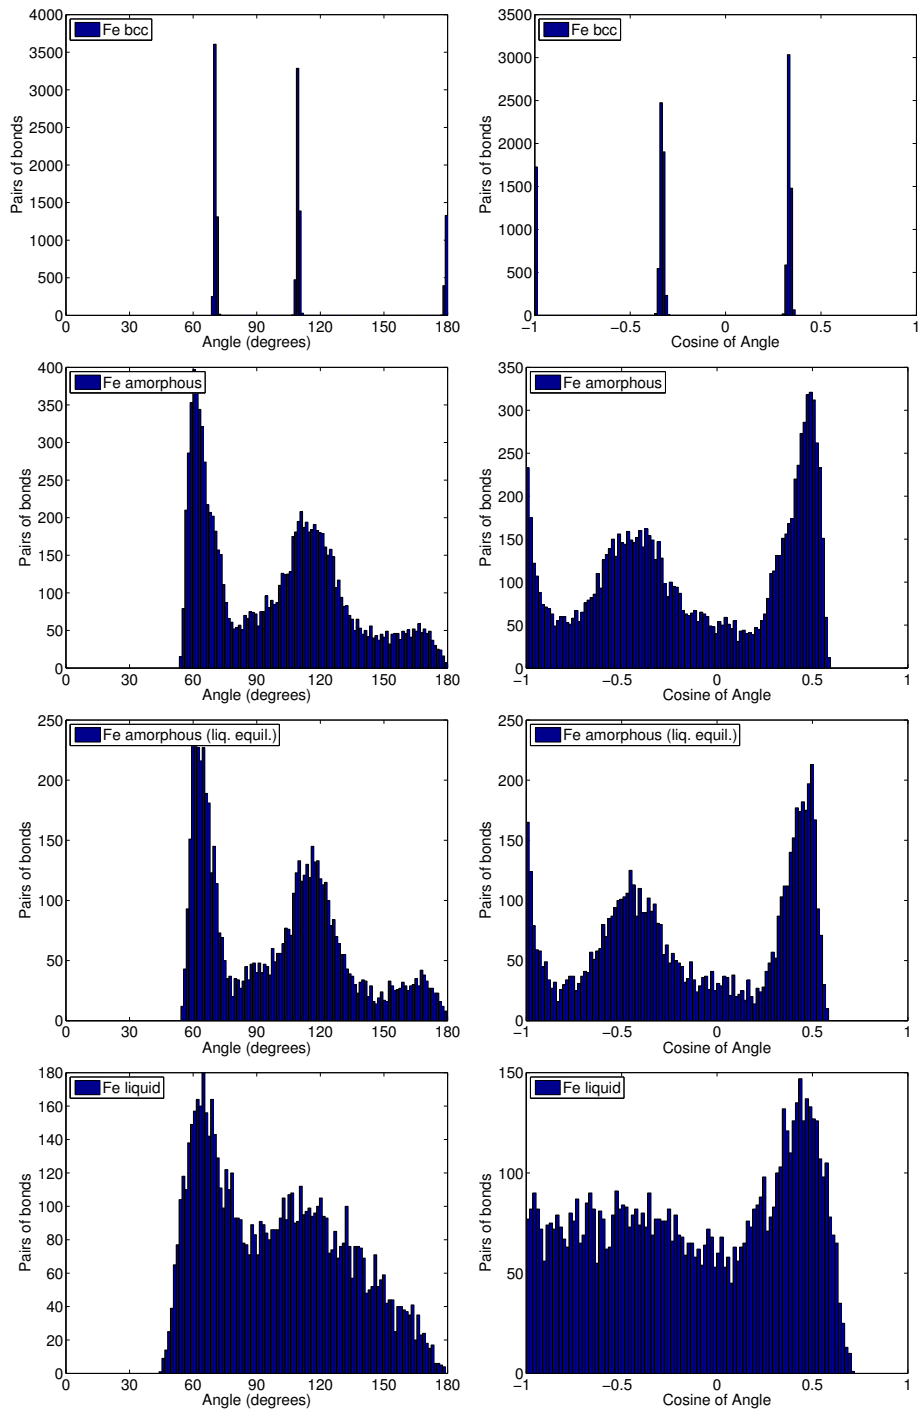 4000
3500
3000
2500
2000
1500
1000
500
0
Pairs of bonds
Fe bcc
0 30 60 90 120 150 180
Angle (degrees)
3500
3000
2500
2000
1500
1000
500
0
Pairs of bonds
Fe bcc
−1 −0.5 0 0.5 1
Cosine of Angle
400
350
300
250
200
150
100
50
0
Pairs of bonds
Fe amorphous
0 30 60 90 120 150 180
Angle (degrees)
350
300
250
200
150
100
50
0
Pairs of bonds
Fe amorphous
−1 −0.5 0 0.5 1
Cosine of Angle
250
200
150
100
50
0
Pairs of bonds
Fe amorphous (liq. equil.)
0 30 60 90 120 150 180
Angle (degrees)
250
200
150
100
50
0
Pairs of bonds
Fe amorphous (liq. equil.)
−1 −0.5 0 0.5 1
Cosine of Angle
180
160
140
120
100
80
60
40
20
0
Pairs of bonds
Fe liquid
0 30 60 90 120 150 180
Angle (degrees)
150
100
50
0
Pairs of bonds
Fe liquid
−1 −0.5 0 0.5 1
Cosine of Angle